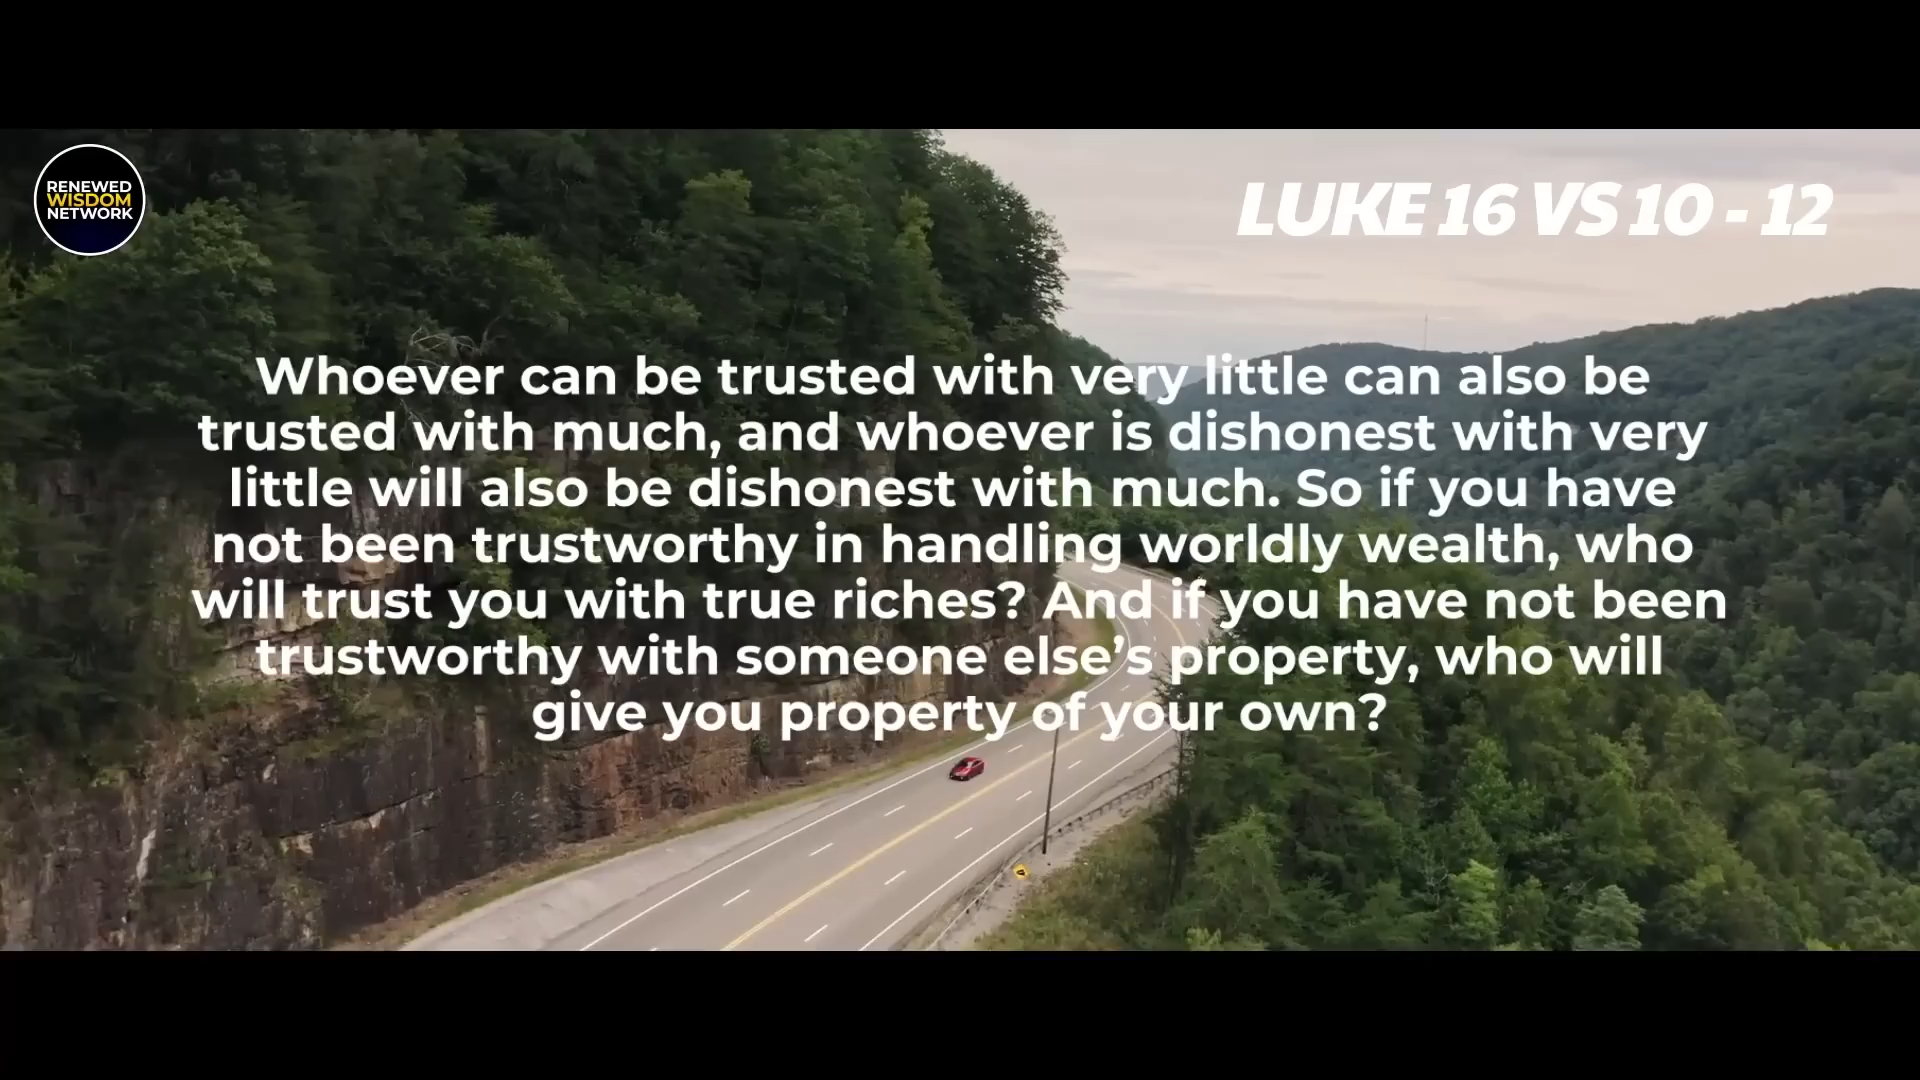 RENEWED
WISDOM
NETWORK
LUKE 16 VS 10 - 12
Whoever can be trusted with very little can also be
trusted with much, and whoever is dishonest with very
little will also be dishonest with much. So if you have
not been trustworthy in handling worldly wealth, who
will trust you with true riches? And if you have not been
trustworthy with someone else’s property, who will
give you property of your own?